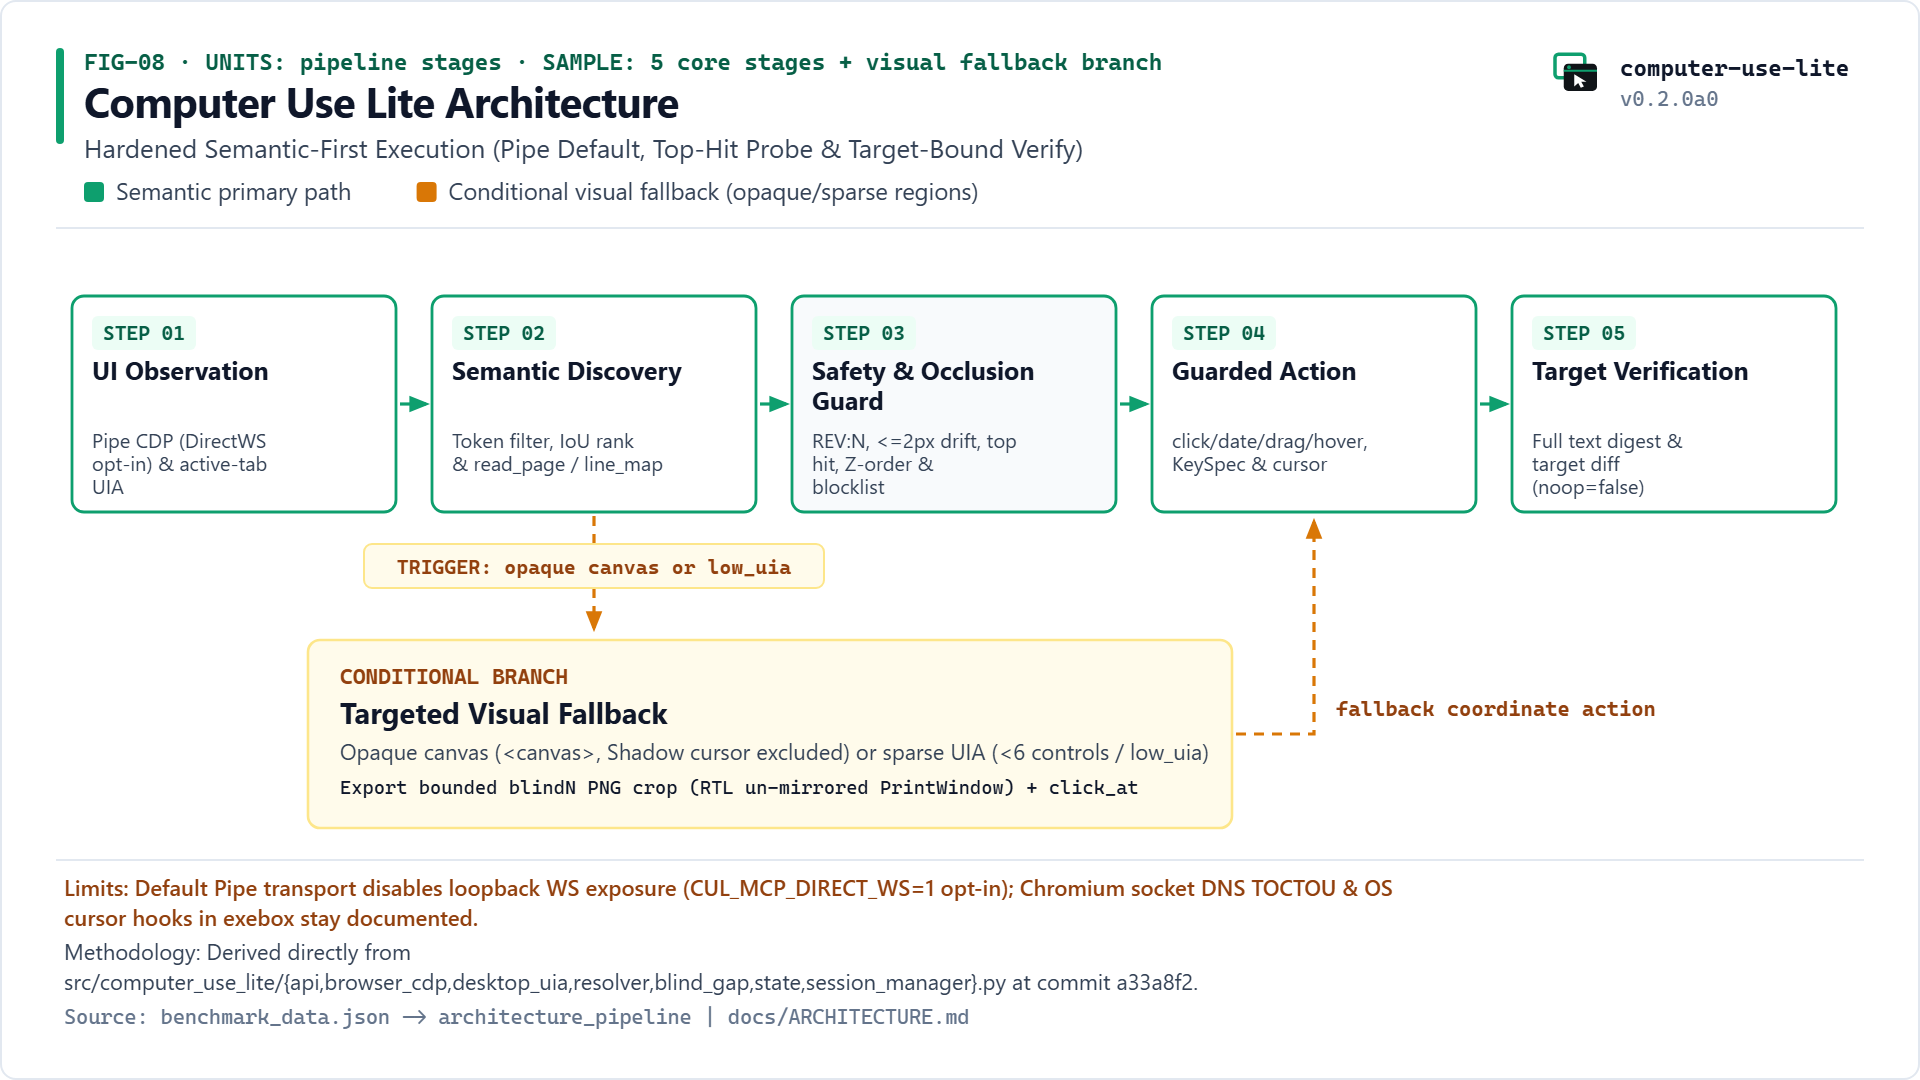 FIG-08 · UNITS: pipeline stages · SAMPLE: 5 core stages + visual fallback branch
Computer Use Lite Architecture
Hardened Semantic-First Execution (Pipe Default, Top-Hit Probe & Target-Bound Verify)
Semantic primary path
Conditional visual fallback (opaque/sparse regions)
computer-use-lite
v0.2.0a0
STEP 01
UI Observation
Pipe CDP (DirectWS
opt-in) & active-tab
UIA
STEP 02
Semantic Discovery
Token filter, IoU rank
& read_page / line_map
STEP 03
Safety & Occlusion
Guard
REV:N, <=2px drift, top
hit, Z-order &
blocklist
STEP 04
Guarded Action
click/date/drag/hover,
KeySpec & cursor
STEP 05
Target Verification
Full text digest &
target diff
(noop=false)
TRIGGER: opaque canvas or low_uia
CONDITIONAL BRANCH
Targeted Visual Fallback
Opaque canvas (<canvas>, Shadow cursor excluded) or sparse UIA (<6 controls / low_uia)
Export bounded blindN PNG crop (RTL un-mirrored PrintWindow) + click_at
fallback coordinate action
Limits: Default Pipe transport disables loopback WS exposure (CUL_MCP_DIRECT_WS=1 opt-in); Chromium socket DNS TOCTOU & OS
cursor hooks in exebox stay documented.
Methodology: Derived directly from
src/computer_use_lite/{api,browser_cdp,desktop_uia,resolver,blind_gap,state,session_manager}.py at commit a33a8f2.
Source: benchmark_data.json --> architecture_pipeline | docs/ARCHITECTURE.md